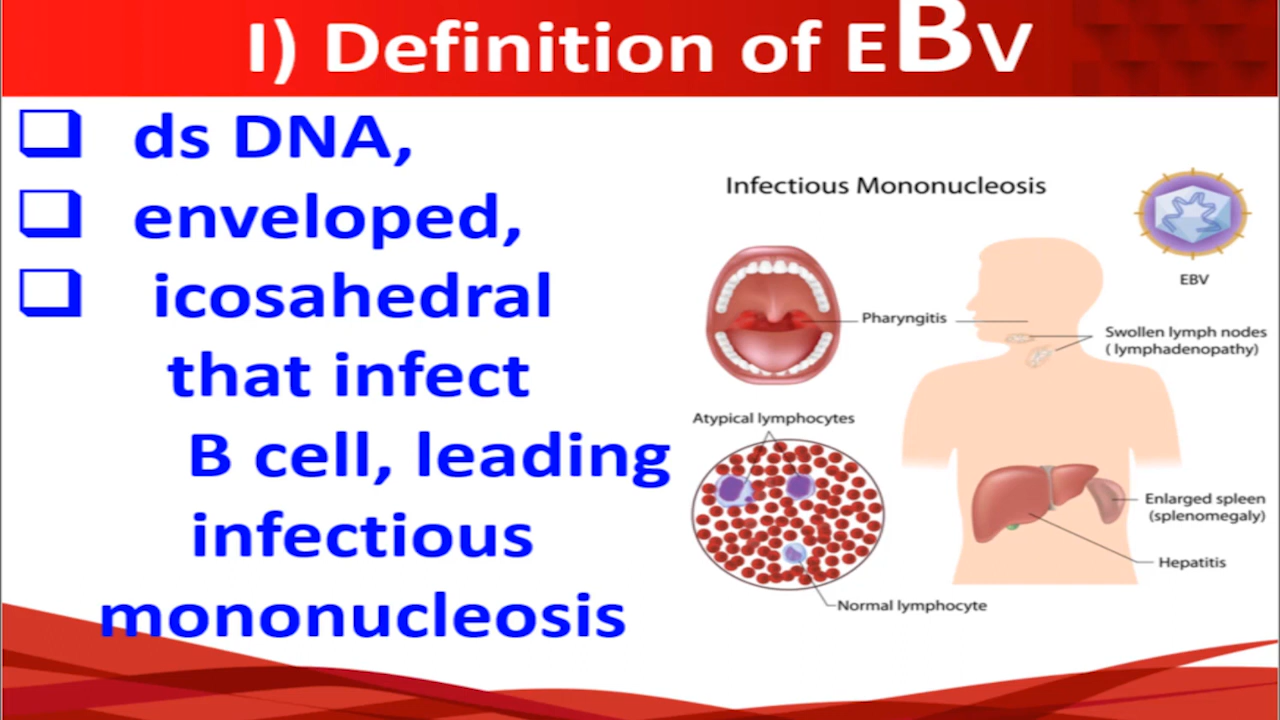 I) Definition of EBV
ds DNA,
enveloped,
icosahedral
that infect
B cell, leading
infectious
mononucleosis
Infectious Mononucleosis
EBV
Pharyngitis
Swollen lymph nodes
( lymphadenopathy)
Atypical lymphocytes
Enlarged spleen
(splenomegaly)
Hepatitis
Normal lymphocyte